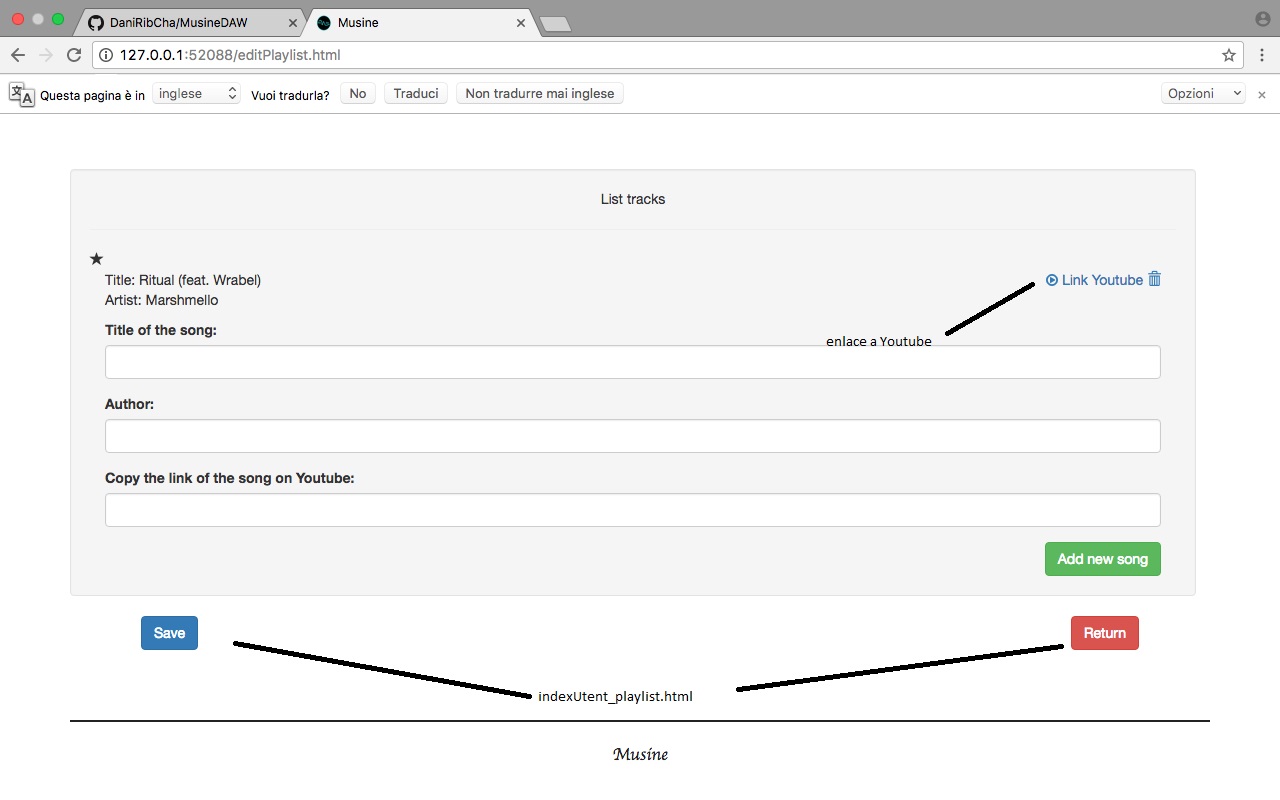 DaniRibCha/MusineDAW
Musine
127.0.0.1:52088/editPlaylist.html
Questa pagina è in inglese Vuoi tradurla? No Traduci Non tradurre mai inglese Opzioni
List tracks
Title: Ritual (feat. Wrabel)
Link Youtube
Artist: Marshmello
Title of the song:
enlace a Youtube
Author:
Copy the link of the song on Youtube:
Add new song
Save
Return
indexUtent_playlist.html
Musine